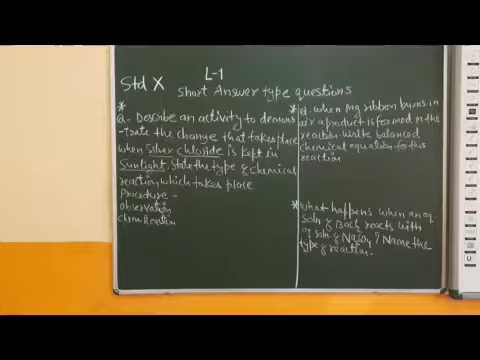 Std X
L-1
Short Answer type questions
* Q- Describe an activity to demons
-trate the change that takes place
when Silver chloride is kept in
Sunlight. State the type of chemical
reaction which takes place
Procedure -
observation
Chem Reaction
* Q- When Mg ribbon burns in
air a product is formed in the
reaction write balanced
chemical equation for this
reaction
* What happens when an aq
soln of BaCl2 reacts with
aq soln of Na2SO4? Name the
type of reaction.